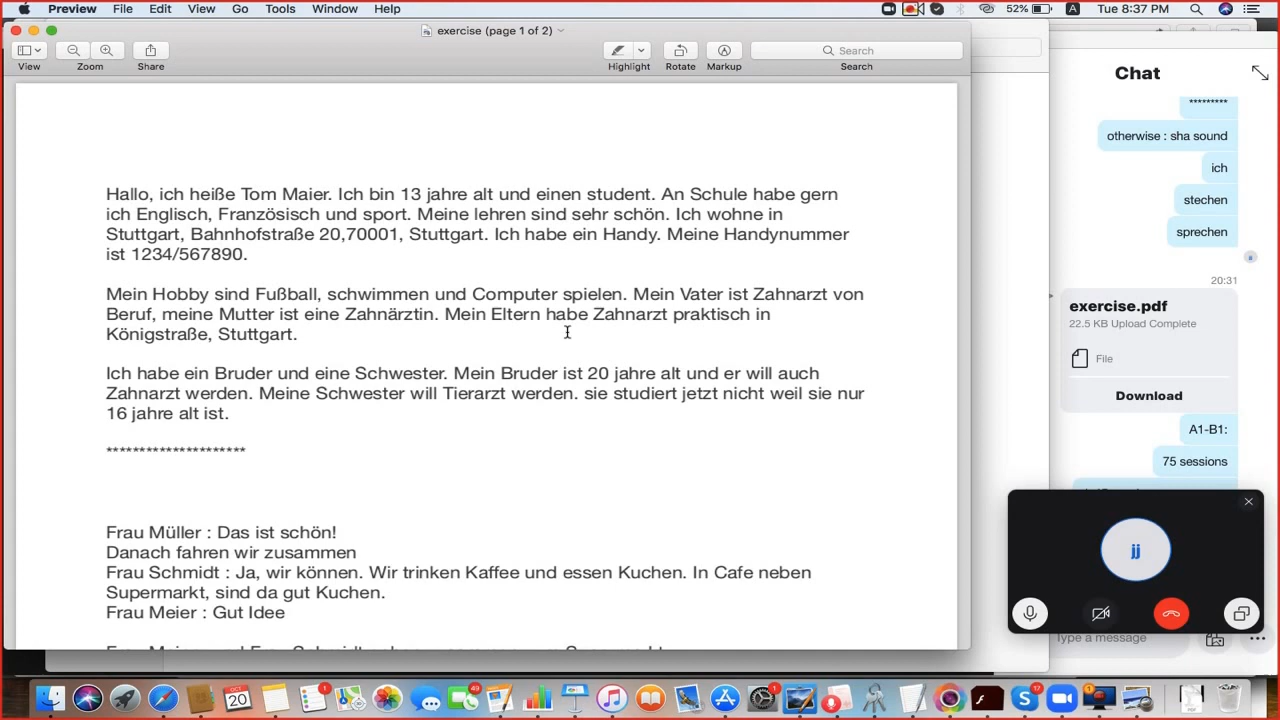 Preview File Edit View Go Tools Window Help 52% A Tue 8:37 PM
exercise (page 1 of 2)
Search
View Zoom Share Highlight Rotate Markup Search
Hallo, ich heiße Tom Maier. Ich bin 13 jahre alt und einen student. An Schule habe gern
ich Englisch, Französisch und sport. Meine lehren sind sehr schön. Ich wohne in
Stuttgart, Bahnhofstraße 20,70001, Stuttgart. Ich habe ein Handy. Meine Handynummer
ist 1234/567890.
Mein Hobby sind Fußball, schwimmen und Computer spielen. Mein Vater ist Zahnarzt von
Beruf, meine Mutter ist eine Zahnärztin. Mein Eltern habe Zahnarzt praktisch in
Königstraße, Stuttgart.
Ich habe ein Bruder und eine Schwester. Mein Bruder ist 20 jahre alt und er will auch
Zahnarzt werden. Meine Schwester will Tierarzt werden. sie studiert jetzt nicht weil sie nur
16 jahre alt ist.
*********************
Frau Müller : Das ist schön!
Danach fahren wir zusammen
Frau Schmidt : Ja, wir können. Wir trinken Kaffee und essen Kuchen. In Cafe neben
Supermarkt, sind da gut Kuchen.
Frau Meier : Gut Idee
Chat
*********
otherwise : sha sound
ich
stechen
sprechen
20:31
exercise.pdf
22.5 KB Upload Complete
File
Download
A1-B1:
75 sessions
jj
Type a message
OCT
20
1
49
1
17
1